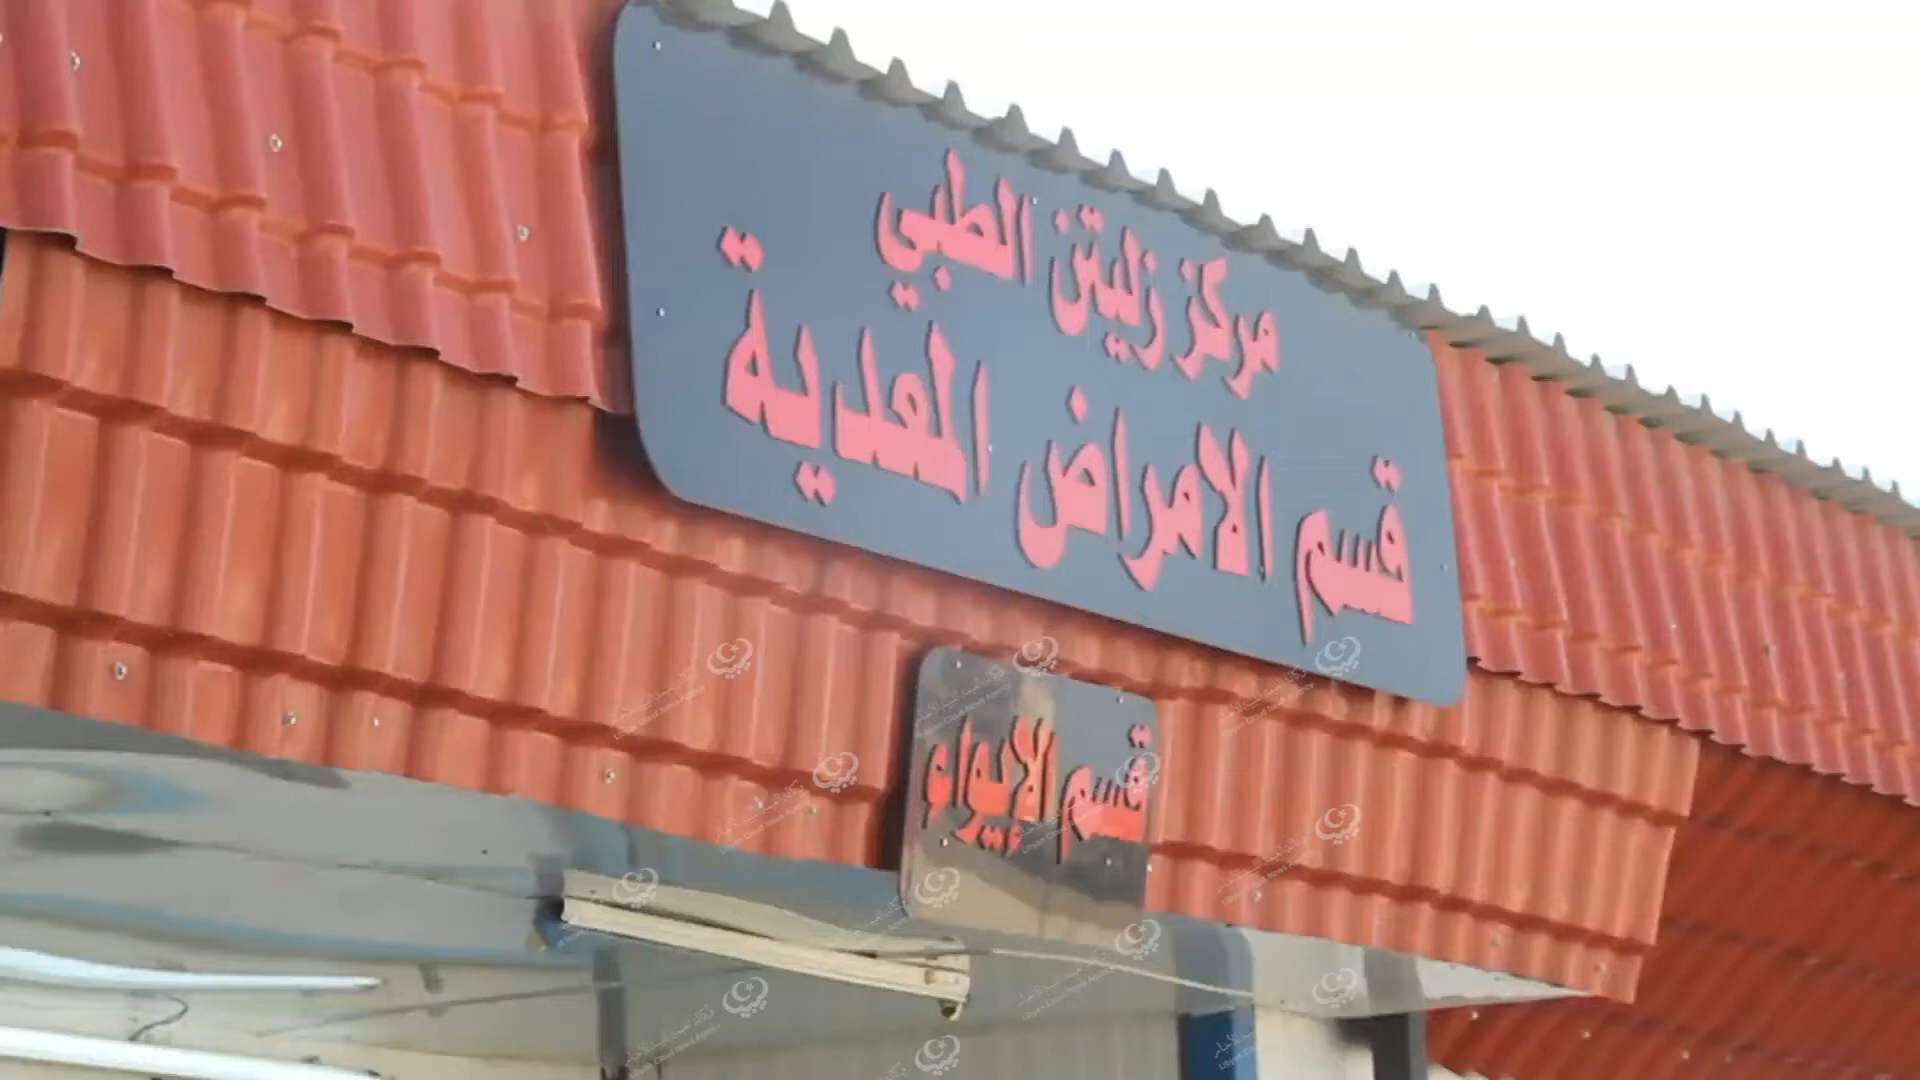 مركز زليتن الطبي
قسم الامراض المعدية
قسم الإيواء